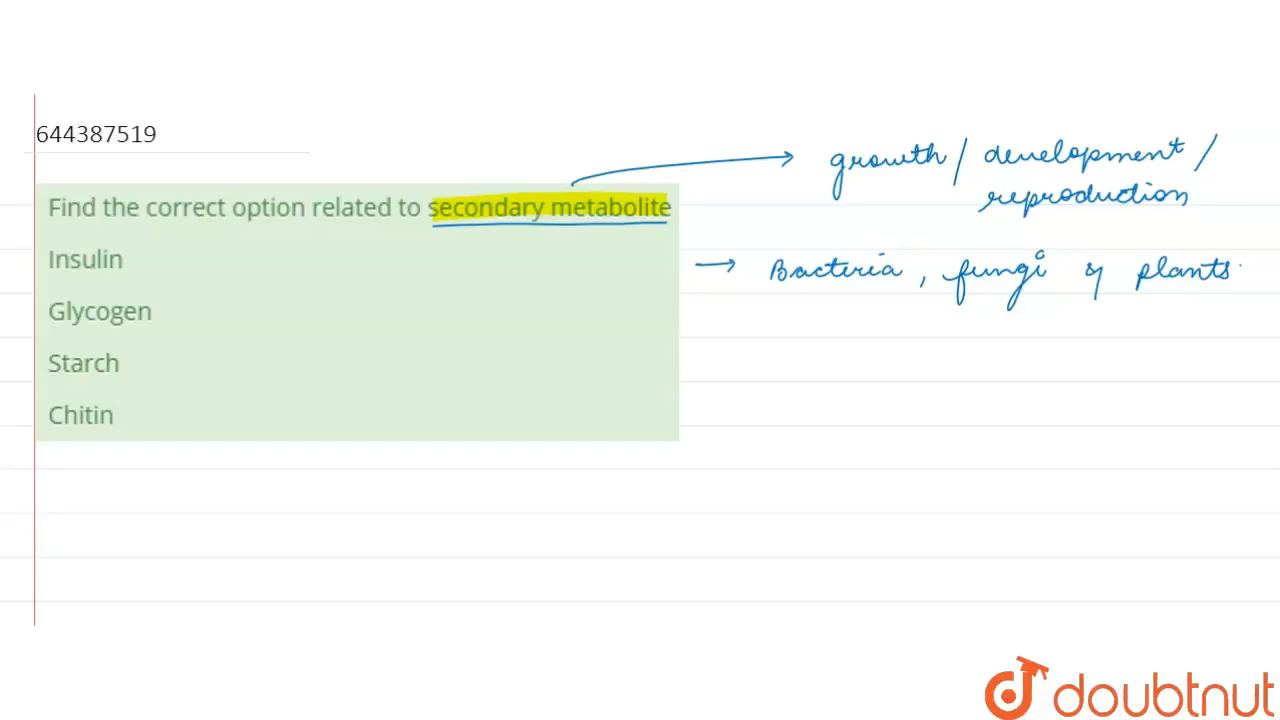 644387519
growth / development /
reproduction
Find the correct option related to secondary metabolite
Insulin
→ Bacteria, fungi & plants.
Glycogen
Starch
Chitin
doubtnut